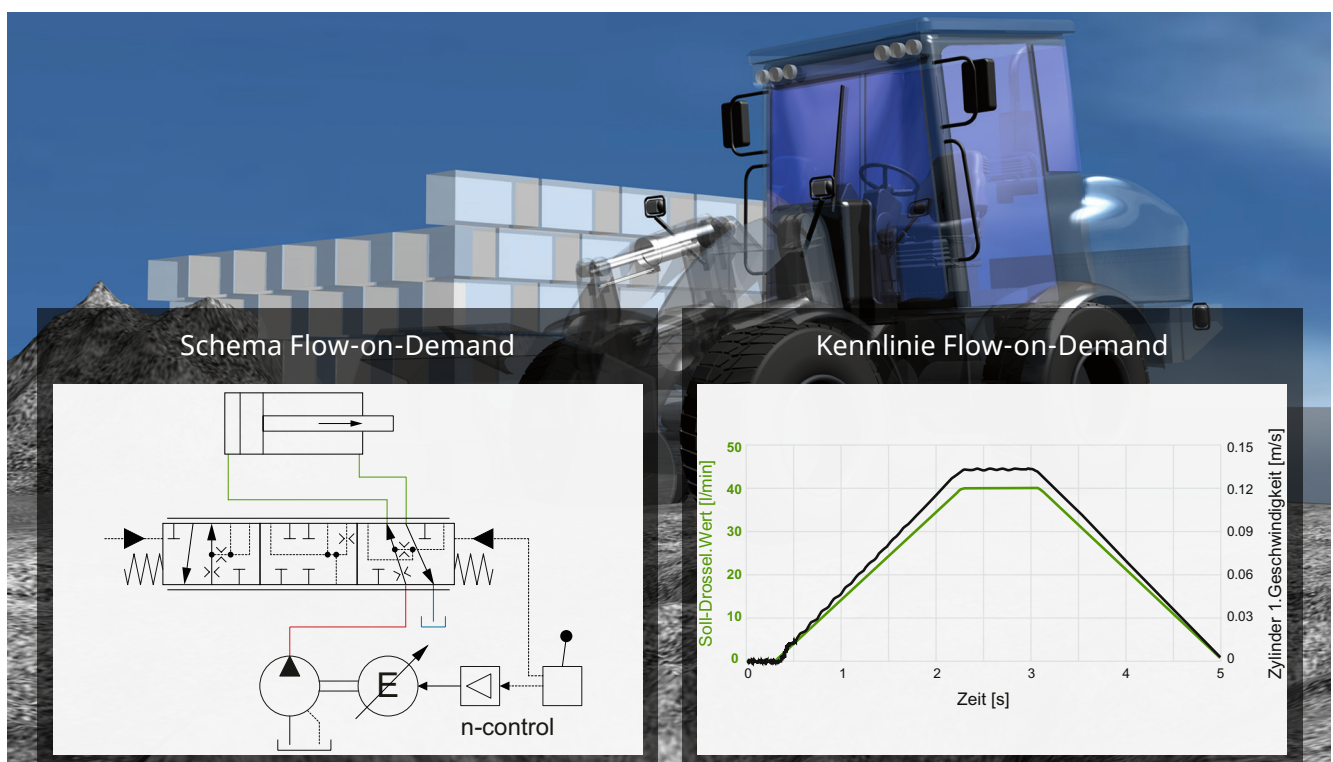 Schema Flow-on-Demand
E
n-control
Kennlinie Flow-on-Demand
Soll-Drossel.Wert [l/min]
50
40
30
20
10
0
0.15
0.12
0.09
0.06
0.03
0
Zylinder 1.Geschwindigkeit [m/s]
0 1 2 3 4 5
Zeit [s]